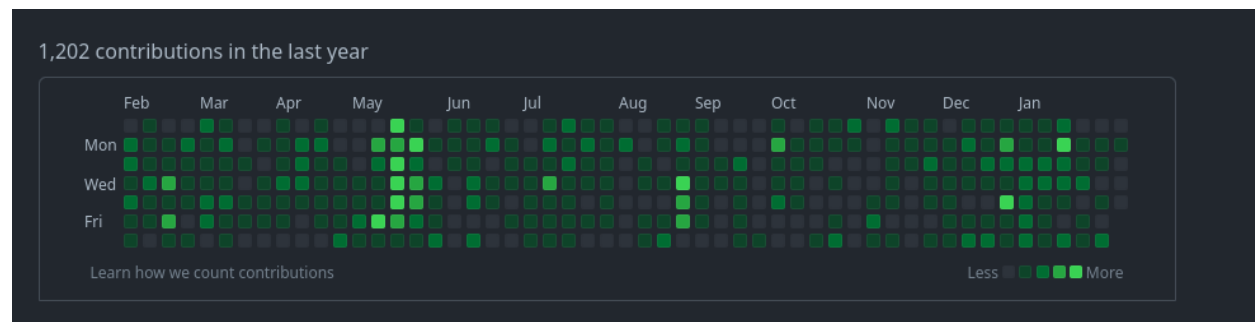 1,202 contributions in the last year
Feb Mar Apr May Jun Jul Aug Sep Oct Nov Dec Jan
Mon
Wed
Fri
Learn how we count contributions Less More